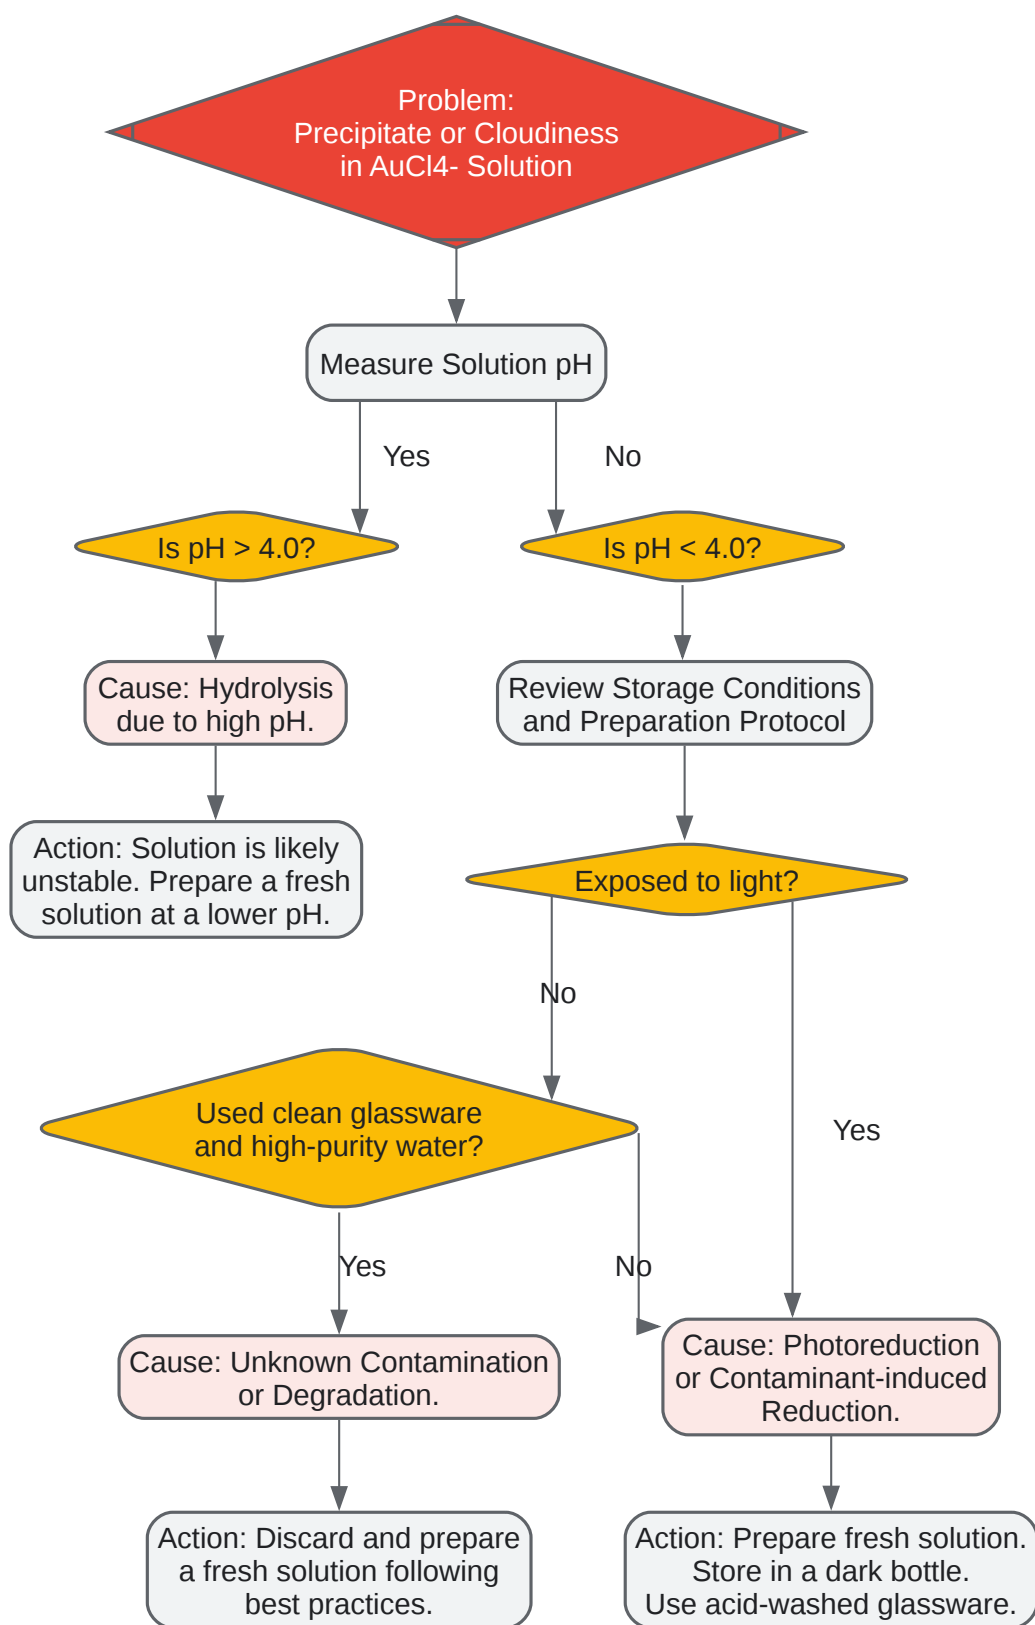 Problem:
Precipitate or Cloudiness
in AuCl4- Solution
Measure Solution pH
Yes
No
Is pH > 4.0?
Is pH < 4.0?
Cause: Hydrolysis
due to high pH.
Review Storage Conditions
and Preparation Protocol
Action: Solution is likely
unstable. Prepare a fresh
solution at a lower pH.
Exposed to light?
No
Used clean glassware
and high-purity water?
Yes
Yes
No
Cause: Unknown Contamination
or Degradation.
Cause: Photoreduction
or Contaminant-induced
Reduction.
Action: Discard and prepare
a fresh solution following
best practices.
Action: Prepare fresh solution.
Store in a dark bottle.
Use acid-washed glassware.